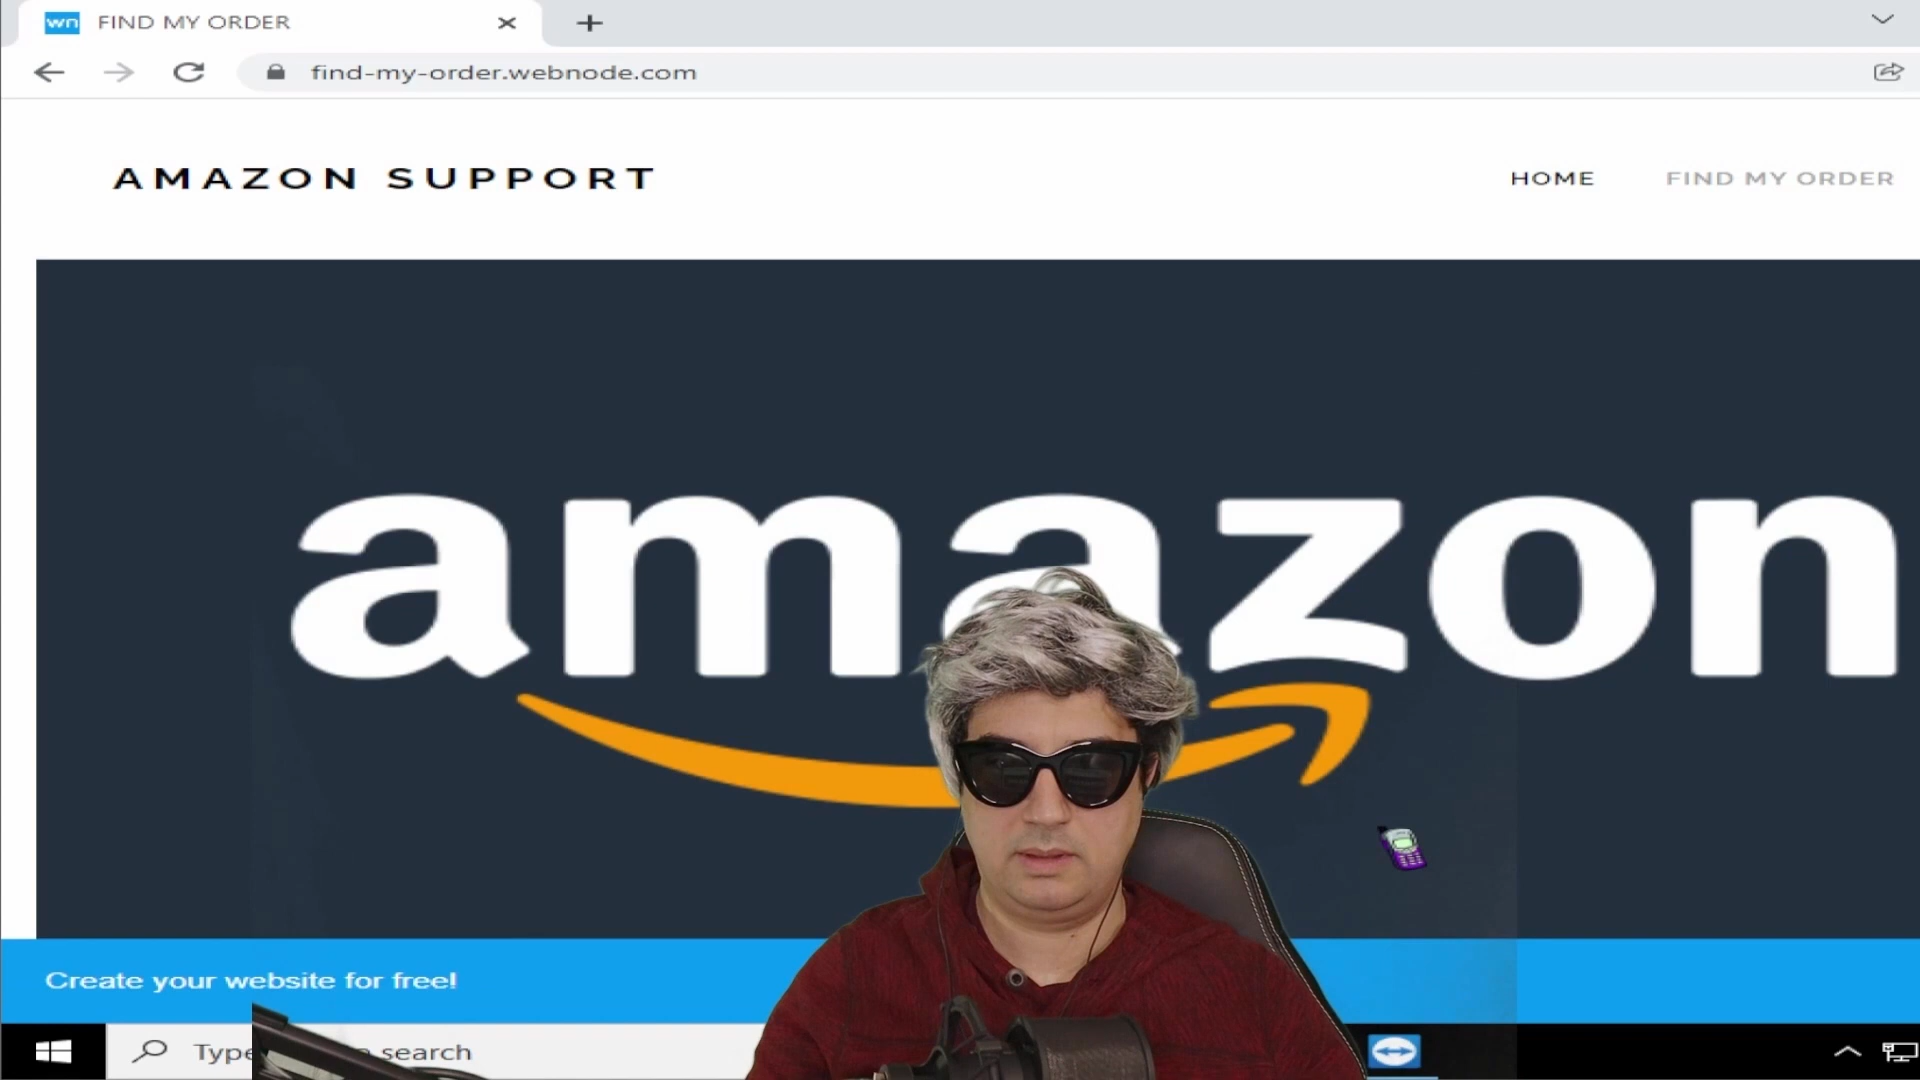 wn FIND MY ORDER
find-my-order.webnode.com
AMAZON SUPPORT
HOME FIND MY ORDER
amazon
Create your website for free!
Type search